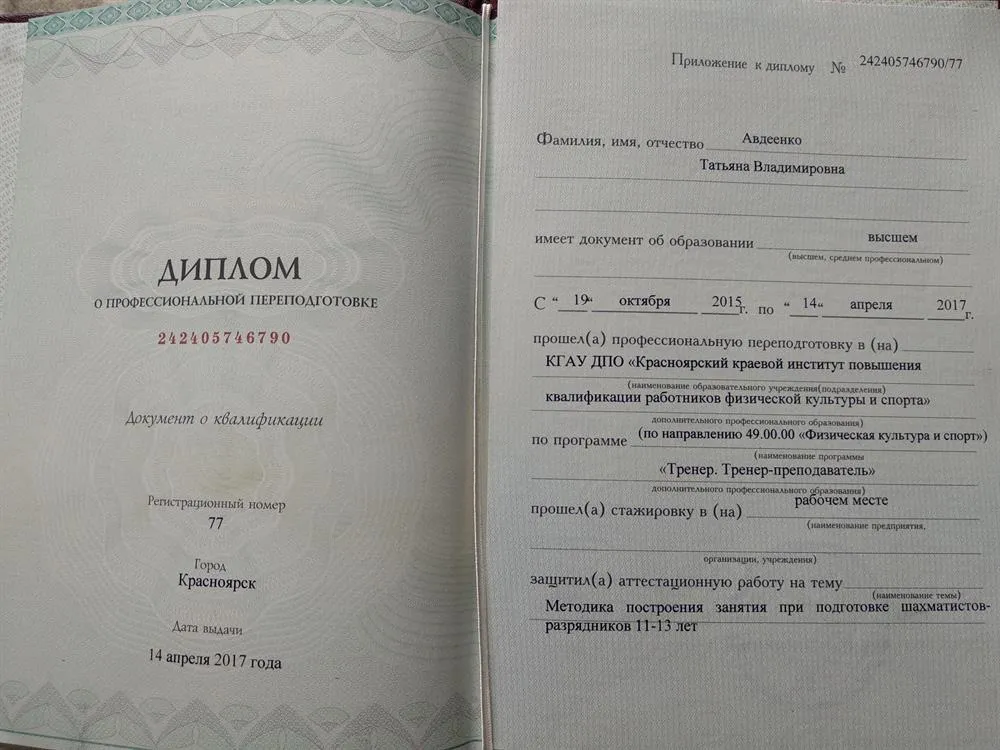 ДИПЛОМ
О ПРОФЕССИОНАЛЬНОЙ ПЕРЕПОДГОТОВКЕ
242405746790
Документ о квалификации
Регистрационный номер
77
Город
Красноярск
Дата выдачи
14 апреля 2017 года
Приложение к диплому № 242405746790/77
Фамилия, имя, отчество Авдеенко
Татьяна Владимировна
имеет документ об образовании высшем
(высшем, среднем профессиональном)
С “ 19“ октября 2015 г. по “ 14“ апреля 2017 г.
прошел(а) профессиональную переподготовку в (на)
КГАУ ДПО «Красноярский краевой институт повышения
(наименование образовательного учреждения(подразделения)
квалификации работников физической культуры и спорта»
дополнительного профессионального образования)
по программе (по направлению 49.00.00 «Физическая культура и спорт»)
(наименование программы
«Тренер. Тренер-преподаватель»
дополнительного профессионального образования)
прошел(а) стажировку в (на) рабочем месте
(наименование предприятия,
организации, учреждения)
защитил(а) аттестационную работу на тему
(наименование темы)
Методика построения занятия при подготовке шахматистов-
разрядников 11-13 лет